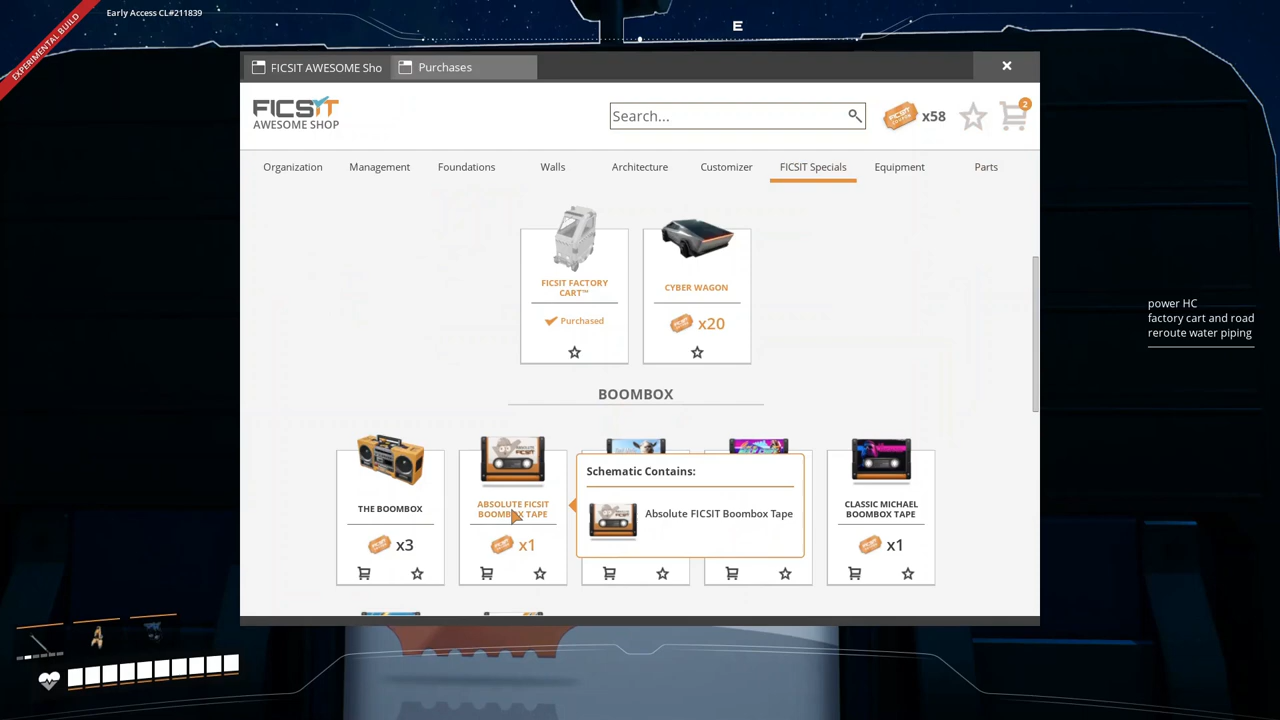 Early Access CL#211839
EXPERIMENTAL BUILD
E
FICSIT AWESOME Sho
Purchases
FICSIT
AWESOME SHOP
Search...
FICSIT COUPON
x58
2
Organization
Management
Foundations
Walls
Architecture
Customizer
FICSIT Specials
Equipment
Parts
FICSIT FACTORY
CART™
Purchased
CYBER WAGON
x20
power HC
factory cart and road
reroute water piping
BOOMBOX
THE BOOMBOX
x3
ABSOLUTE FICSIT
BOOMBOX TAPE
x1
Schematic Contains:
Absolute FICSIT Boombox Tape
CLASSIC MICHAEL
BOOMBOX TAPE
x1